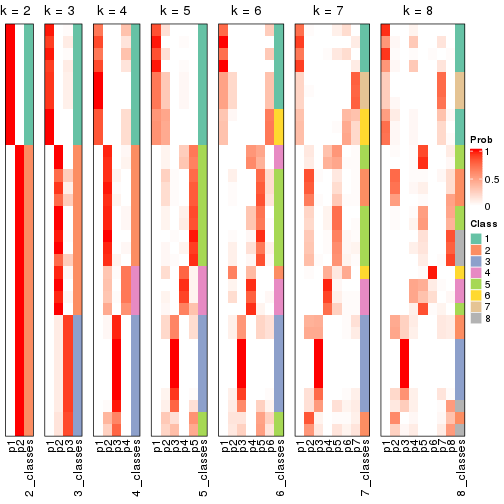 k = 2
k = 3
k = 4
k = 5
k = 6
k = 7
k = 8
p1
p2
2_classes
p1
p2
p3
3_classes
p1
p2
p3
p4
4_classes
p1
p2
p3
p4
p5
5_classes
p1
p2
p3
p4
p5
p6
6_classes
p1
p2
p3
p4
p5
p6
p7
7_classes
p1
p2
p3
p4
p5
p6
p7
p8
8_classes
Prob
1
0.5
0
Class
1
2
3
4
5
6
7
8